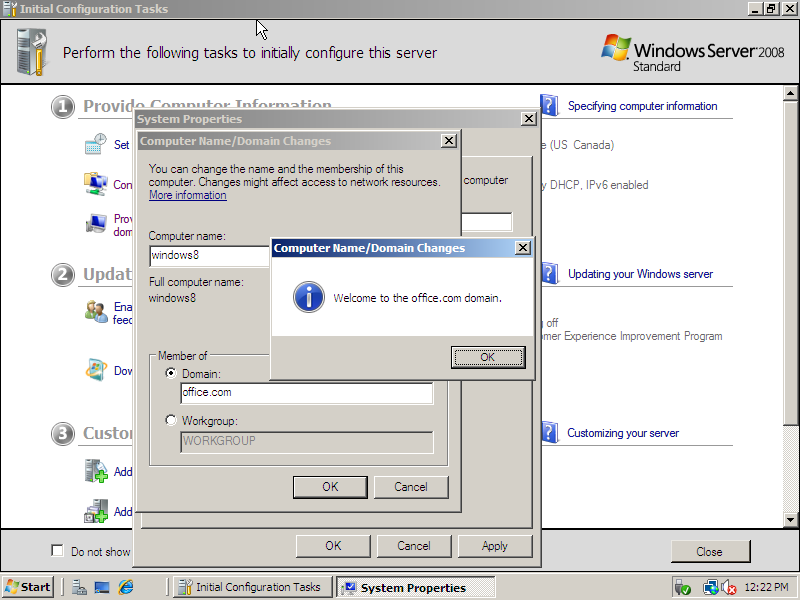 Initial Configuration Tasks
Perform the following tasks to initially configure this server
Windows Server 2008
Standard
1 Provide Computer Information
Specifying computer information
Set
(US Canada)
Con
DHCP, IPv6 enabled
Prov
dom
2 Updat
Updating your Windows server
Ena
feed
off
omer Experience Improvement Program
Dow
3 Custo
Customizing your server
Add
Add
Do not show
Close
System Properties
computer
OK
Cancel
Apply
Computer Name/Domain Changes
You can change the name and the membership of this
computer. Changes might affect access to network resources.
More information
Computer name:
windows8
Full computer name:
windows8
Member of
Domain:
office.com
Workgroup:
WORKGROUP
OK
Cancel
Computer Name/Domain Changes
Welcome to the office.com domain.
OK
Start
Initial Configuration Tasks
System Properties
12:22 PM